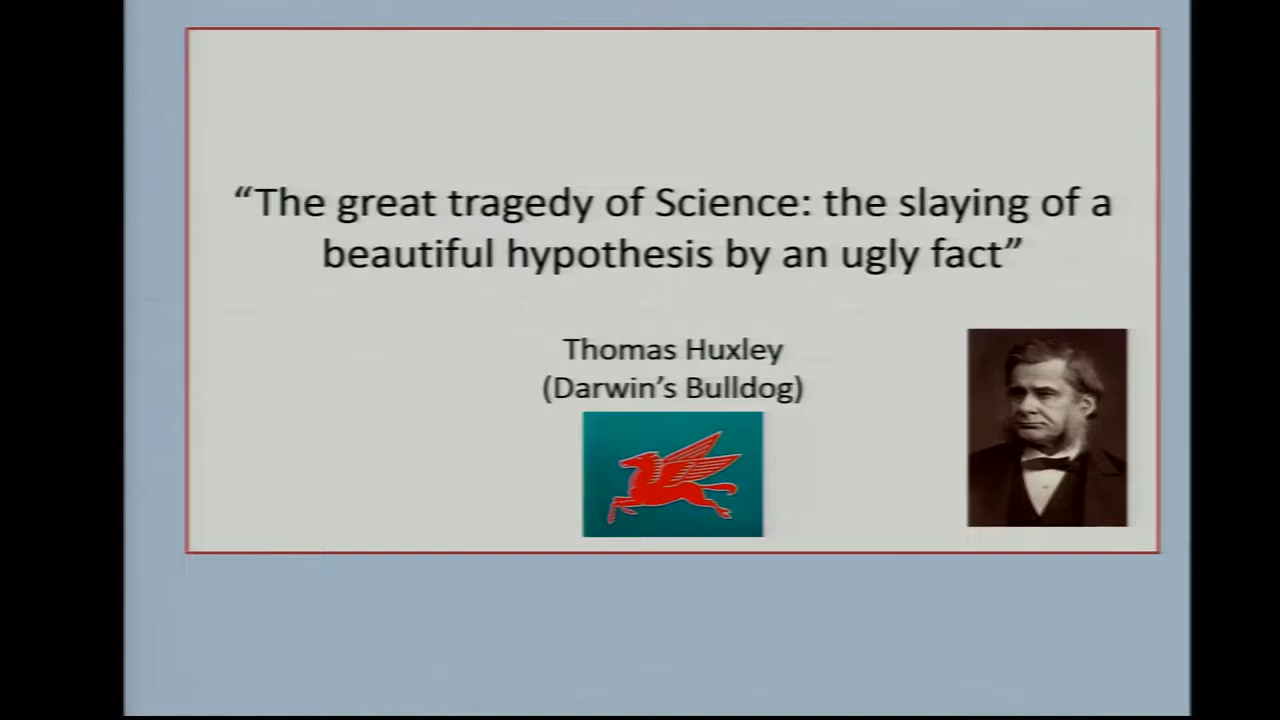 “The great tragedy of Science: the slaying of a
beautiful hypothesis by an ugly fact”
Thomas Huxley
(Darwin’s Bulldog)